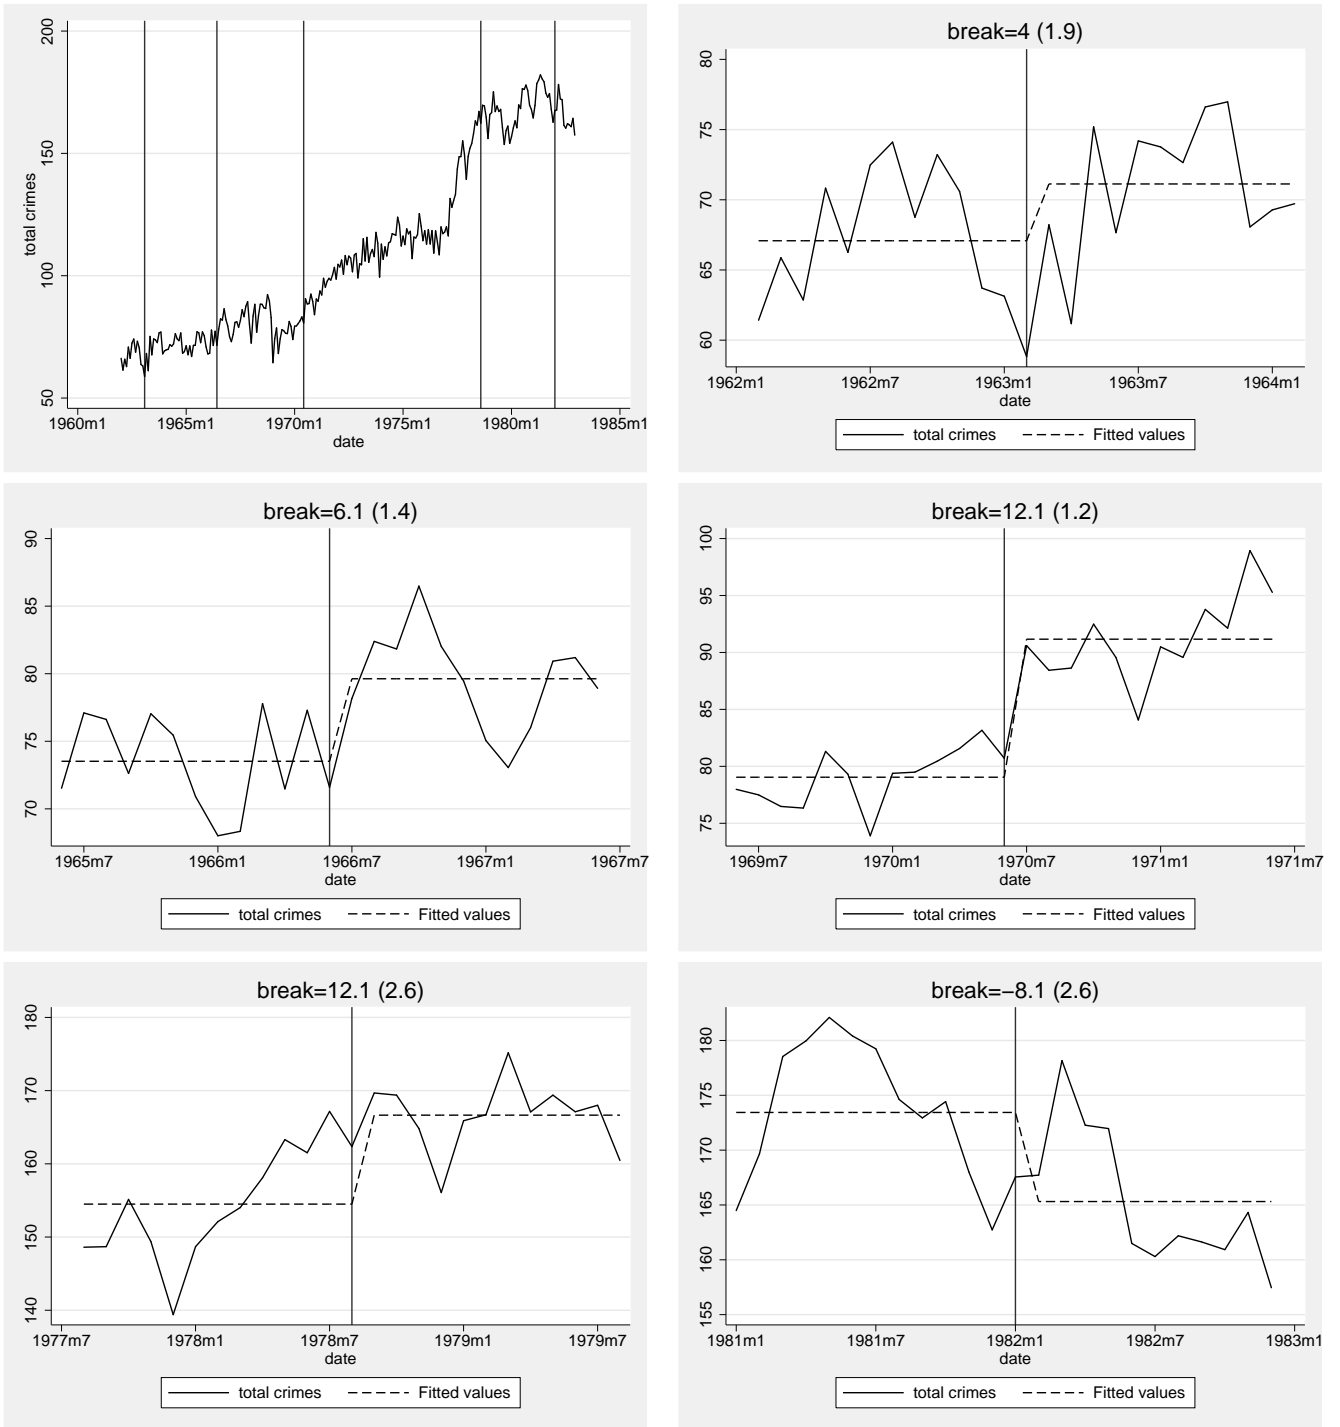 200
150
100
50
total crimes
1960m1 1965m1 1970m1 1975m1 1980m1 1985m1
date
break=4 (1.9)
80
75
70
65
60
1962m1 1962m7 1963m1 1963m7 1964m1
date
total crimes Fitted values
break=6.1 (1.4)
90
85
80
75
70
1965m7 1966m1 1966m7 1967m1 1967m7
date
total crimes Fitted values
break=12.1 (1.2)
100
95
90
85
80
75
1969m7 1970m1 1970m7 1971m1 1971m7
date
total crimes Fitted values
break=12.1 (2.6)
180
170
160
150
140
1977m7 1978m1 1978m7 1979m1 1979m7
date
total crimes Fitted values
break=−8.1 (2.6)
180
175
170
165
160
155
1981m1 1981m7 1982m1 1982m7 1983m1
date
total crimes Fitted values